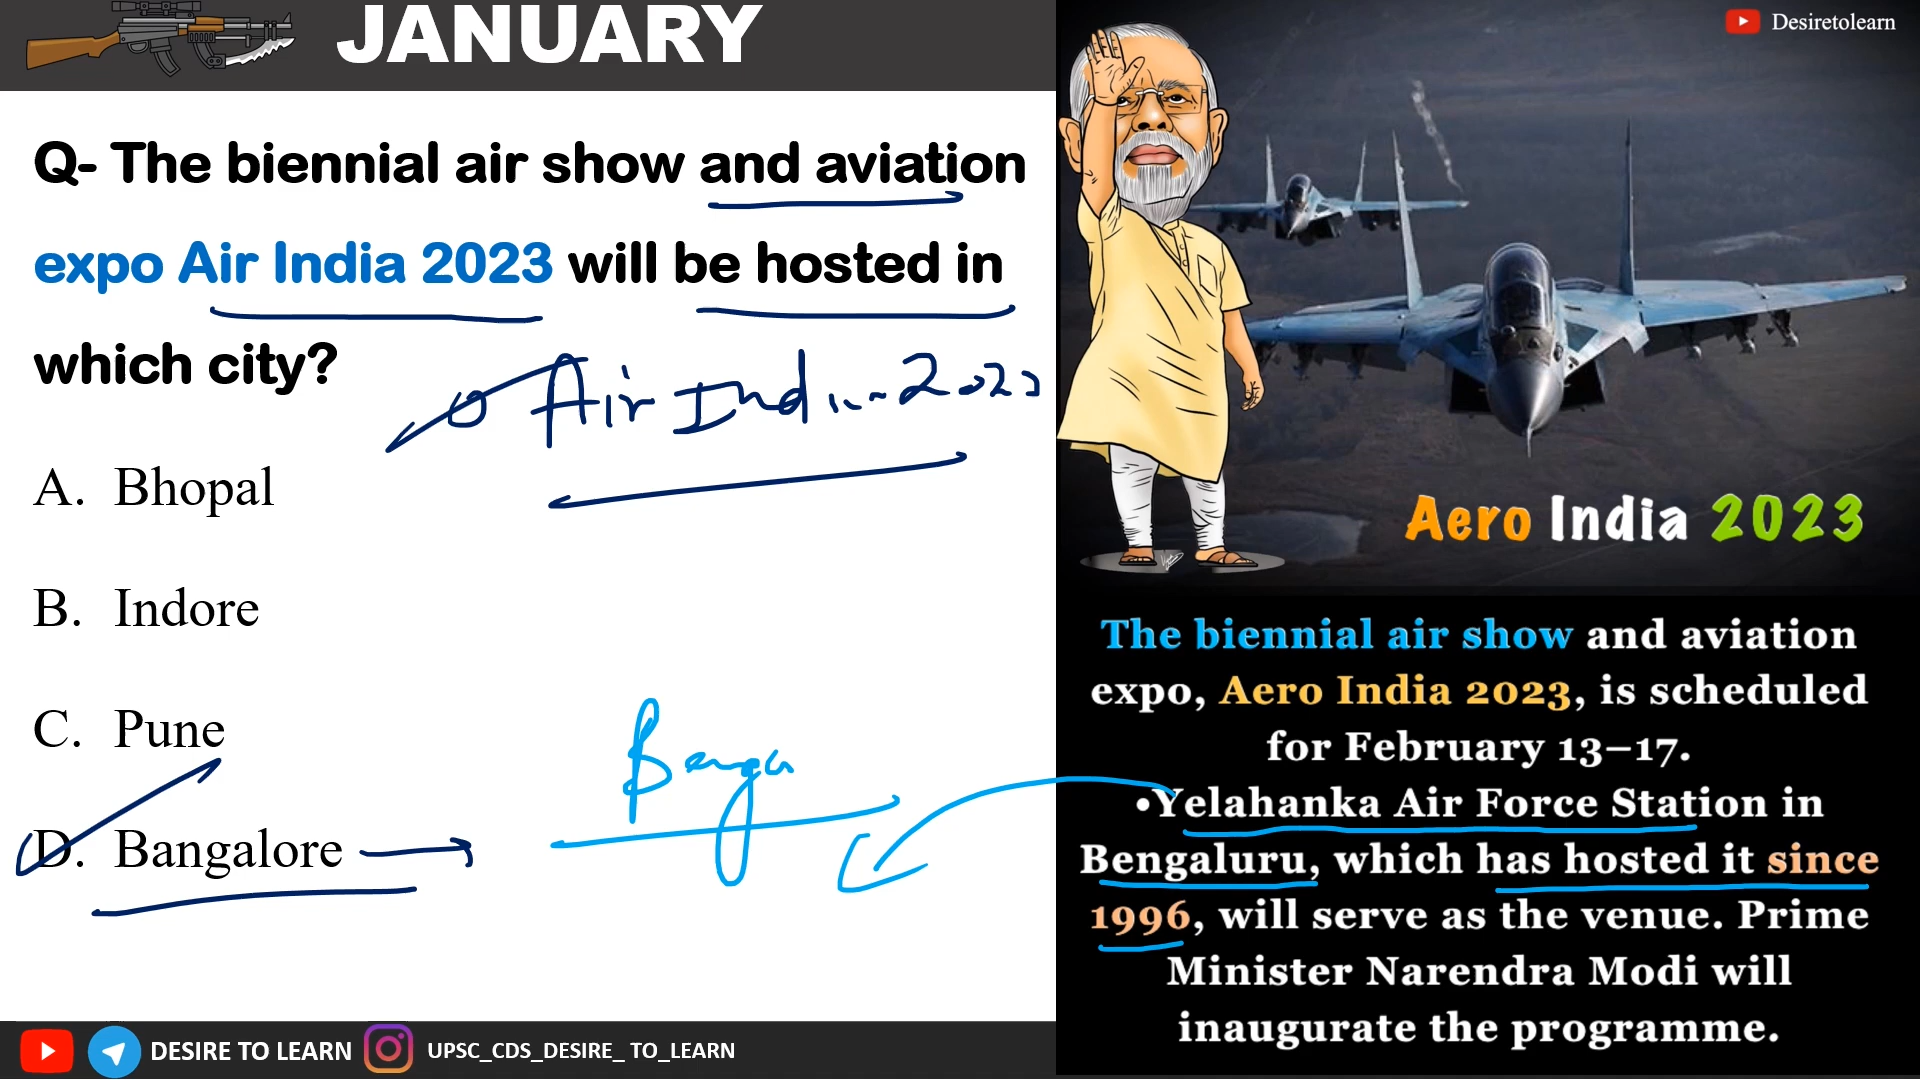 JANUARY
Q- The biennial air show and aviation
expo Air India 2023 will be hosted in
which city?
Air India-2023
A. Bhopal
B. Indore
C. Pune
Benga
D. Bangalore
DESIRE TO LEARN
UPSC_CDS_DESIRE_ TO_LEARN
Desiretolearn
Aero India 2023
The biennial air show and aviation
expo, Aero India 2023, is scheduled
for February 13–17.
•Yelahanka Air Force Station in
Bengaluru, which has hosted it since
1996, will serve as the venue. Prime
Minister Narendra Modi will
inaugurate the programme.